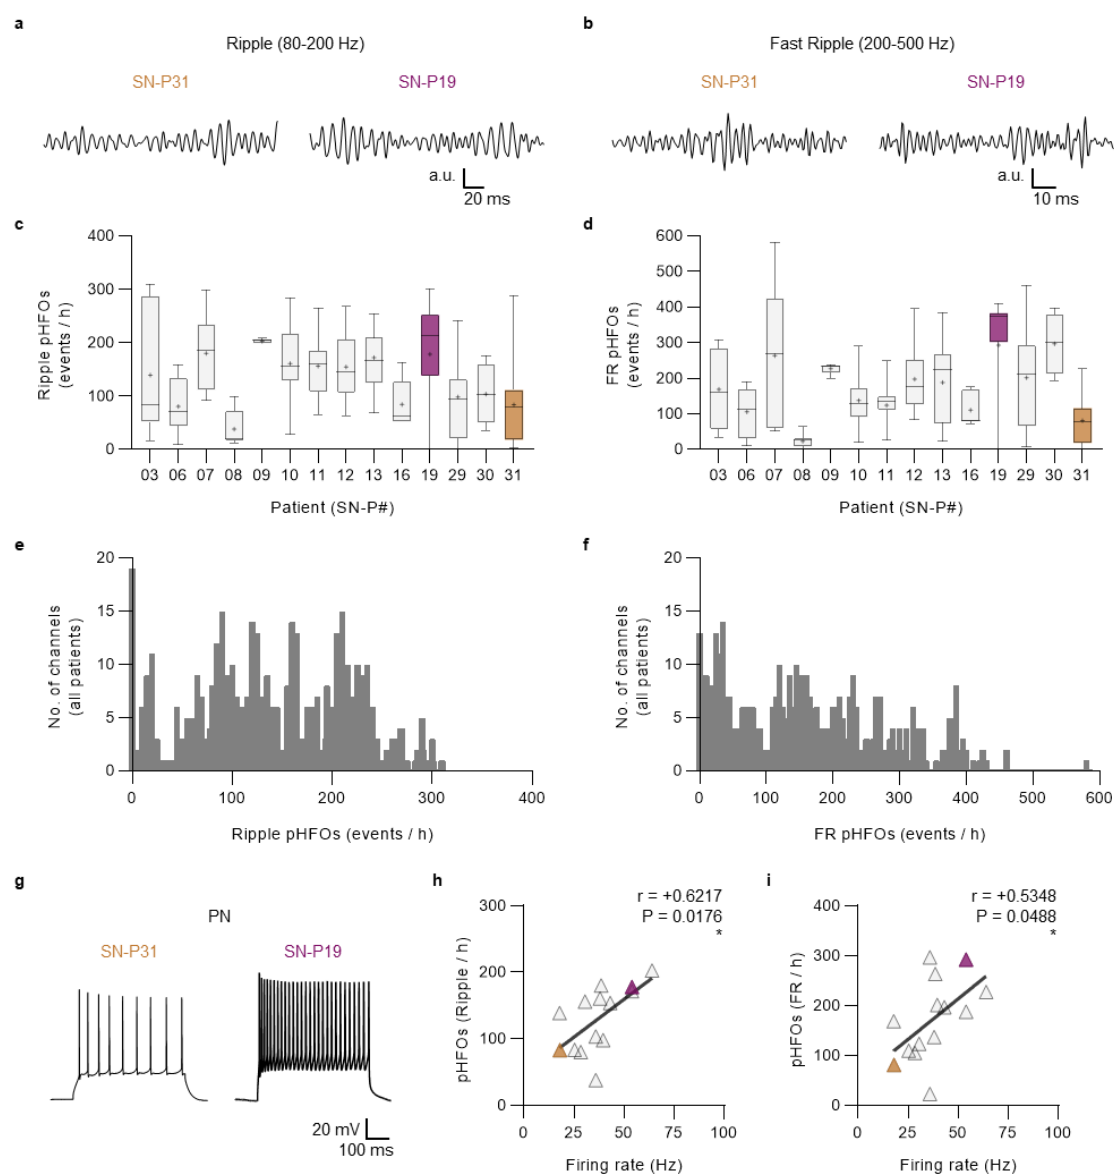 a
Ripple (80-200 Hz)
SN-P31
SN-P19
a.u.
20 ms
b
Fast Ripple (200-500 Hz)
SN-P31
SN-P19
a.u.
10 ms
c
Ripple pHFOs
(events / h)
400
300
200
100
0
03 06 07 08 09 10 11 12 13 16 19 29 30 31
Patient (SN-P#)
d
FR pHFOs
(events / h)
600
500
400
300
200
100
0
03 06 07 08 09 10 11 12 13 16 19 29 30 31
Patient (SN-P#)
e
No. of channels
(all patients)
20
15
10
5
0
0 100 200 300 400
Ripple pHFOs (events / h)
f
No. of channels
(all patients)
20
15
10
5
0
0 100 200 300 400 500 600
FR pHFOs (events / h)
g
PN
SN-P31
SN-P19
20 mV
100 ms
h
r = +0.6217
P = 0.0176
*
pHFOs (Ripple / h)
300
200
100
0
0 25 50 75 100
Firing rate (Hz)
i
r = +0.5348
P = 0.0488
*
pHFOs (FR / h)
400
300
200
100
0
0 25 50 75 100
Firing rate (Hz)